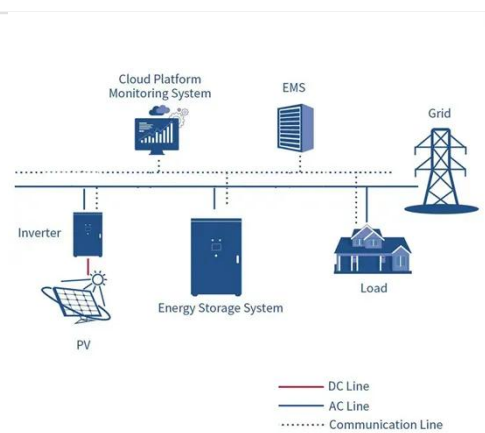 Cloud Platform
Monitoring System
EMS
Grid
Inverter
Energy Storage System
Load
PV
DC Line
AC Line
Communication Line